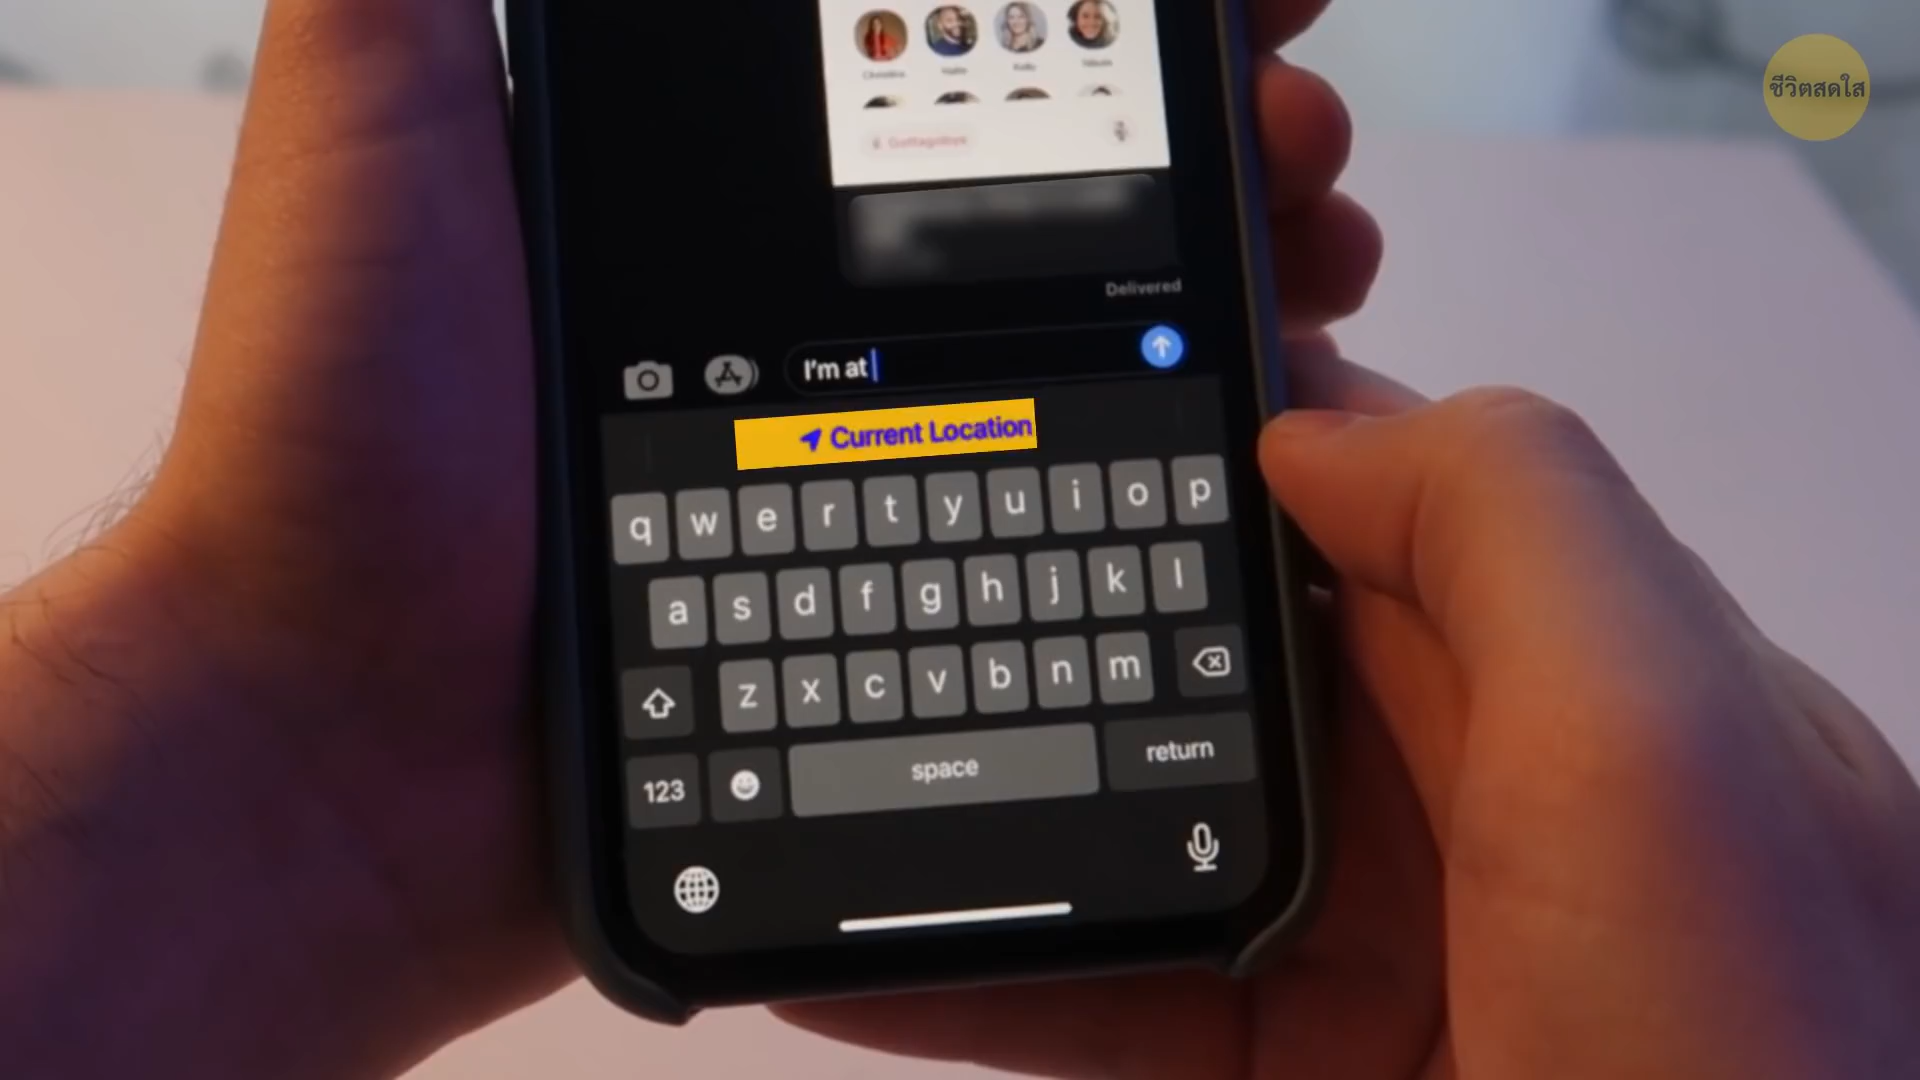 ชีวิตสดใส
Delivered
I'm at
Current Location
q w e r t y u i o p
a s d f g h j k l
z x c v b n m
123 space return